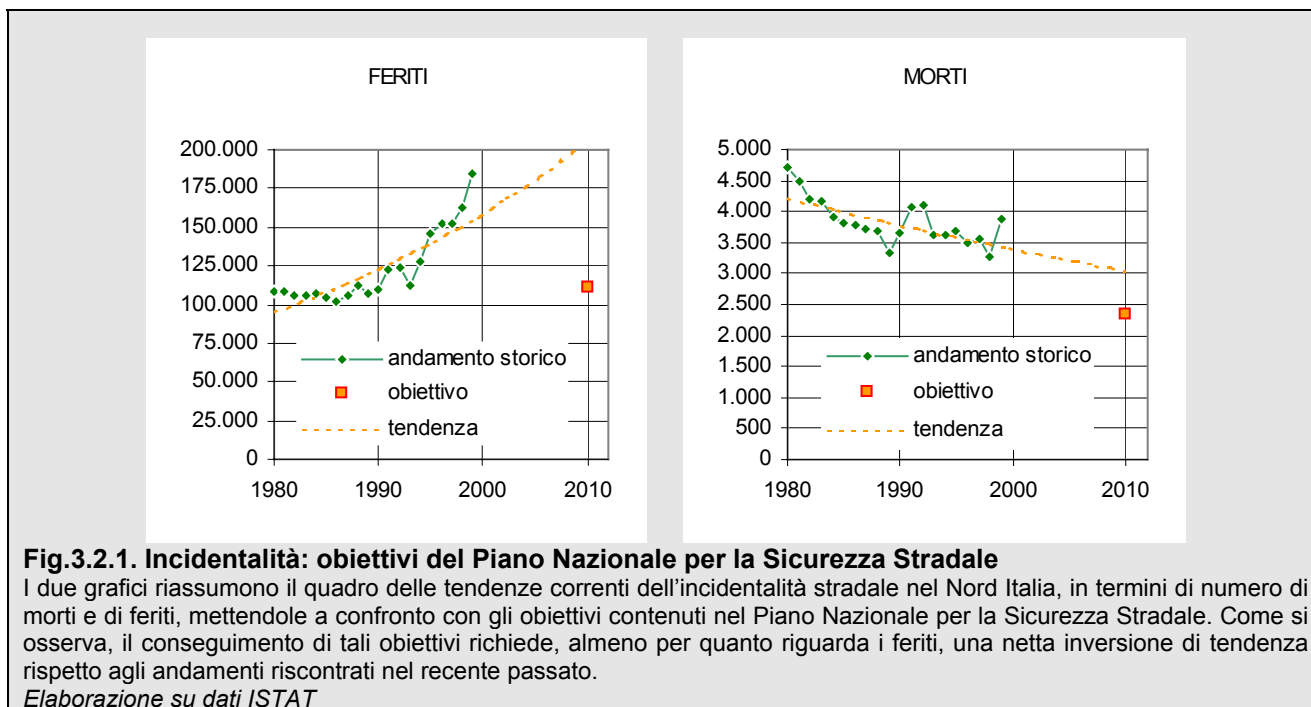 FERITI
200.000
175.000
150.000
125.000
100.000
75.000
50.000
25.000
0
1980 1990 2000 2010
andamento storico
obiettivo
tendenza
MORTI
5.000
4.500
4.000
3.500
3.000
2.500
2.000
1.500
1.000
500
0
1980 1990 2000 2010
andamento storico
obiettivo
tendenza
Fig.3.2.1. Incidentalità: obiettivi del Piano Nazionale per la Sicurezza Stradale
I due grafici riassumono il quadro delle tendenze correnti dell’incidentalità stradale nel Nord Italia, in termini di numero di
morti e di feriti, mettendole a confronto con gli obiettivi contenuti nel Piano Nazionale per la Sicurezza Stradale. Come si
osserva, il conseguimento di tali obiettivi richiede, almeno per quanto riguarda i feriti, una netta inversione di tendenza
rispetto agli andamenti riscontrati nel recente passato.
Elaborazione su dati ISTAT